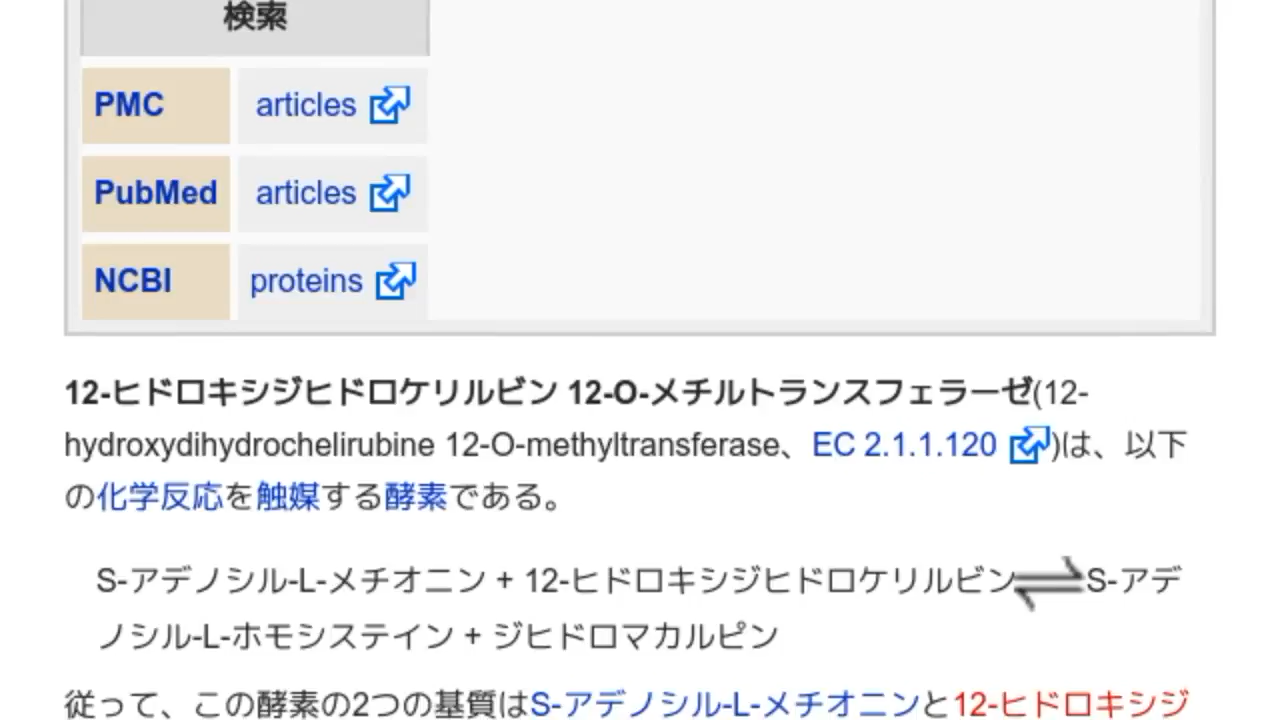 検索
PMC articles
PubMed articles
NCBI proteins
12-ヒドロキシジヒドロケリルビン 12-O-メチルトランスフェラーゼ(12-
hydroxydihydrochelirubine 12-O-methyltransferase、EC 2.1.1.120)は、以下
の化学反応を触媒する酵素である。
S-アデノシル-L-メチオニン + 12-ヒドロキシジヒドロケリルビン⇌S-アデ
ノシル-L-ホモシステイン + ジヒドロマカルピン
従って、この酵素の2つの基質はS-アデノシル-L-メチオニンと12-ヒドロキシジ